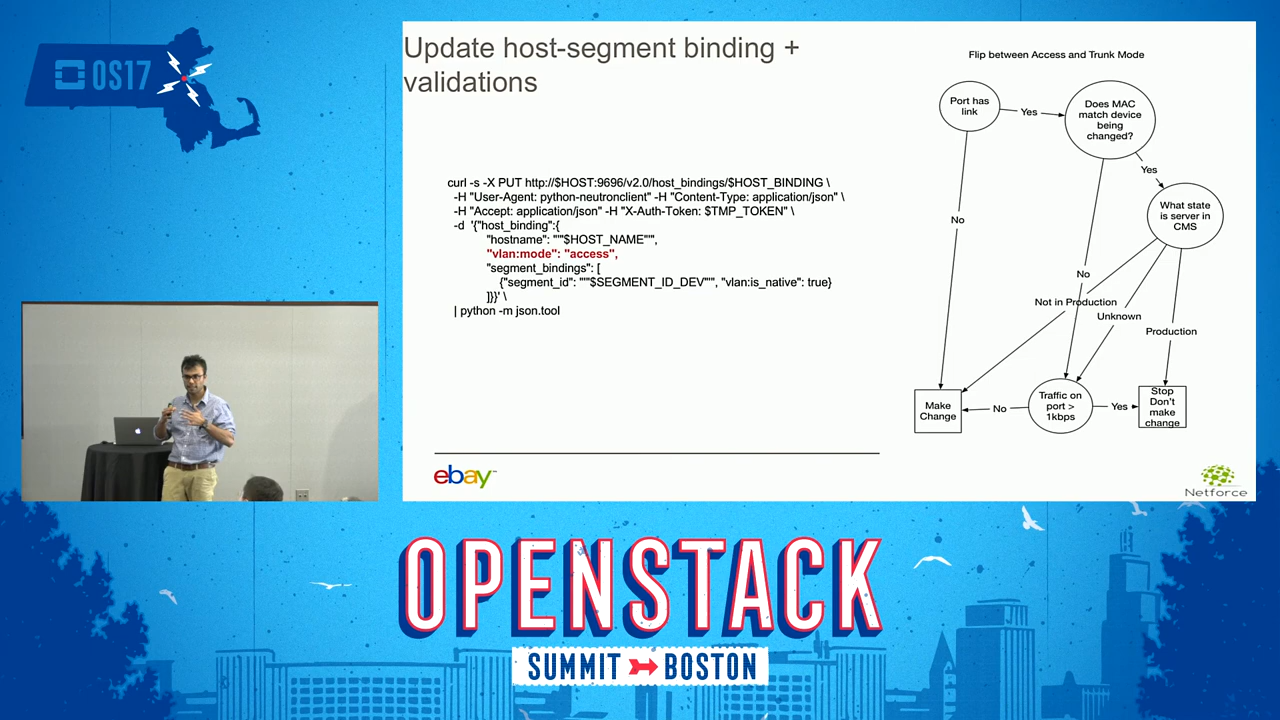 OS17
Update host-segment binding +
validations
curl -s -X PUT http://$HOST:9696/v2.0/host_bindings/$HOST_BINDING \
-H "User-Agent: python-neutronclient" -H "Content-Type: application/json" \
-H "Accept: application/json" -H "X-Auth-Token: $TMP_TOKEN" \
-d '{"host_binding":{
"hostname": "'"$HOST_NAME"'",
"vlan:mode": "access",
"segment_bindings": [
{"segment_id": "'"$SEGMENT_ID_DEV"'", "vlan:is_native": true}
]}}' \
| python -m json.tool
Flip between Access and Trunk Mode
Port has
link
Yes
Does MAC
match device
being
changed?
Yes
What state
is server in
CMS
No
No
Not in Production
Unknown
Production
Make
Change
No
Traffic on
port >
1kbps
Yes
Stop
Don't
make
change
ebay
Netforce
OPENSTACK
SUMMIT BOSTON